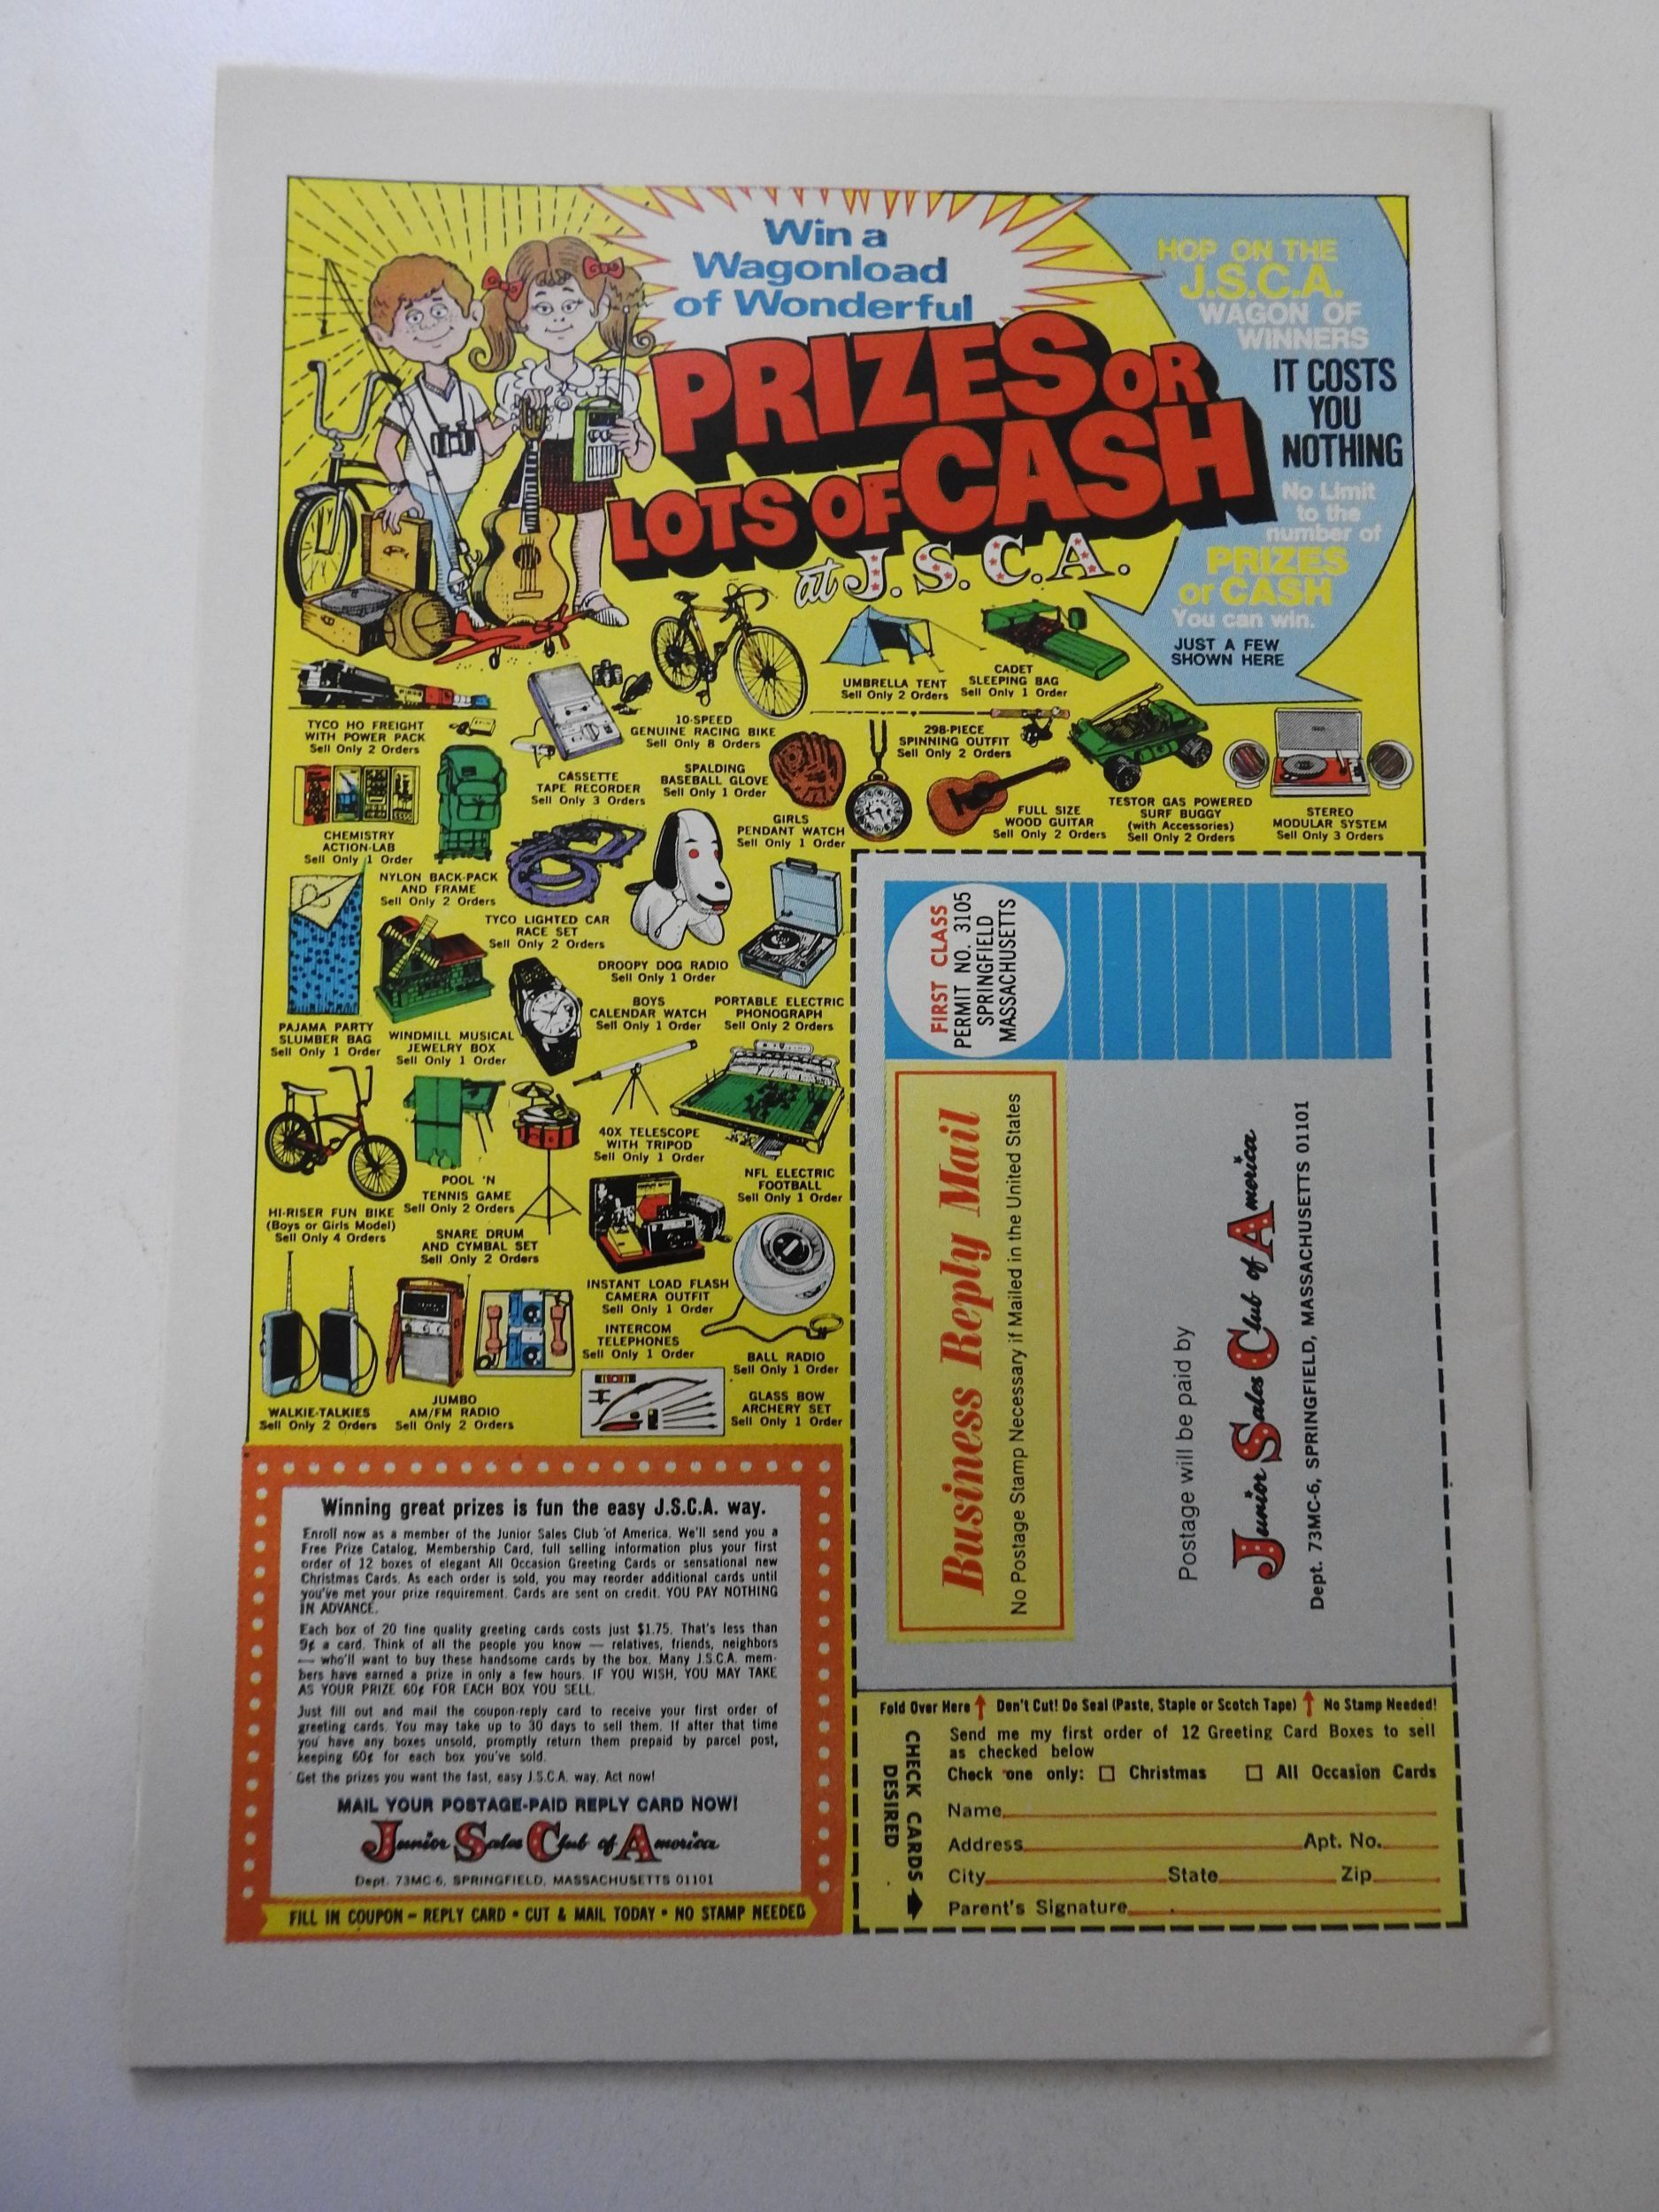 Win a
Wagonload
of Wonderful
PRIZES OR
LOTS OF CASH
at J.S.C.A.
HOP ON THE
J.S.C.A.
WAGON OF
WINNERS
IT COSTS
YOU
NOTHING
No Limit
to the
number of
PRIZES
or CASH
You can win.
JUST A FEW
SHOWN HERE
TYCO HO FREIGHT
WITH POWER PACK
Sell Only 2 Orders
CASSETTE
TAPE RECORDER
Sell Only 3 Orders
10-SPEED
GENUINE RACING BIKE
Sell Only 8 Orders
UMBRELLA TENT
Sell Only 2 Orders
CADET
SLEEPING BAG
Sell Only 1 Order
SPALDING
BASEBALL GLOVE
Sell Only 1 Order
298-PIECE
SPINNING OUTFIT
Sell Only 2 Orders
CHEMISTRY
ACTION-LAB
Sell Only 1 Order
GIRLS
PENDANT WATCH
Sell Only 1 Order
FULL SIZE
WOOD GUITAR
Sell Only 2 Orders
TESTOR GAS POWERED
SURF BUGGY
(with Accessories)
Sell Only 2 Orders
STEREO
MODULAR SYSTEM
Sell Only 3 Orders
NYLON BACK-PACK
AND FRAME
Sell Only 2 Orders
TYCO LIGHTED CAR
RACE SET
Sell Only 2 Orders
DROOPY DOG RADIO
Sell Only 1 Order
PAJAMA PARTY
SLUMBER BAG
Sell Only 1 Order
WINDMILL MUSICAL
JEWELRY BOX
Sell Only 1 Order
BOYS
CALENDAR WATCH
Sell Only 1 Order
PORTABLE ELECTRIC
PHONOGRAPH
Sell Only 2 Orders
40X TELESCOPE
WITH TRIPOD
Sell Only 1 Order
NFL ELECTRIC
FOOTBALL
Sell Only 1 Order
HI-RISER FUN BIKE
(Boys or Girls Model)
Sell Only 4 Orders
POOL 'N
TENNIS GAME
Sell Only 2 Orders
SNARE DRUM
AND CYMBAL SET
Sell Only 2 Orders
INSTANT LOAD FLASH
CAMERA OUTFIT
Sell Only 1 Order
INTERCOM
TELEPHONES
Sell Only 1 Order
BALL RADIO
Sell Only 1 Order
WALKIE-TALKIES
Sell Only 2 Orders
JUMBO
AM/FM RADIO
Sell Only 2 Orders
GLASS BOW
ARCHERY SET
Sell Only 1 Order
FIRST CLASS
PERMIT NO. 3105
SPRINGFIELD
MASSACHUSETTS
Business Reply Mail
No Postage Stamp Necessary if Mailed in the United States
Postage will be paid by
Junior Sales Club of America
Dept. 73MC-6, SPRINGFIELD, MASSACHUSETTS 01101
Winning great prizes is fun the easy J.S.C.A. way.
Enroll now as a member of the Junior Sales Club of America. We'll send you a
Free Prize Catalog, Membership Card, full selling information plus your first
order of 12 boxes of elegant All Occasion Greeting Cards or sensational new
Christmas Cards. As each order is sold, you may reorder additional cards until
you've met your prize requirement. Cards are sent on credit. YOU PAY NOTHING
IN ADVANCE.
Each box of 20 fine quality greeting cards costs just $1.75. That's less than
9¢ a card. Think of all the people you know — relatives, friends, neighbors
— who'll want to buy these handsome cards by the box. Many J.S.C.A. mem-
bers have earned a prize in only a few hours. IF YOU WISH, YOU MAY TAKE
AS YOUR PRIZE 60¢ FOR EACH BOX YOU SELL.
Just fill out and mail the coupon-reply card to receive your first order of
greeting cards. You may take up to 30 days to sell them. If after that time
you have any boxes unsold, promptly return them prepaid by parcel post,
keeping 60¢ for each box you've sold.
Get the prizes you want the fast, easy J.S.C.A. way. Act now!
MAIL YOUR POSTAGE-PAID REPLY CARD NOW!
Junior Sales Club of America
Dept. 73MC-6, SPRINGFIELD, MASSACHUSETTS 01101
FILL IN COUPON – REPLY CARD • CUT & MAIL TODAY • NO STAMP NEEDED
Fold Over Here Don't Cut! Do Seal (Paste, Staple or Scotch Tape) No Stamp Needed!
CHECK CARDS
DESIRED
Send me my first order of 12 Greeting Card Boxes to sell
as checked below
Check one only: ☐ Christmas ☐ All Occasion Cards
Name
Address Apt. No.
City State Zip
Parent's Signature